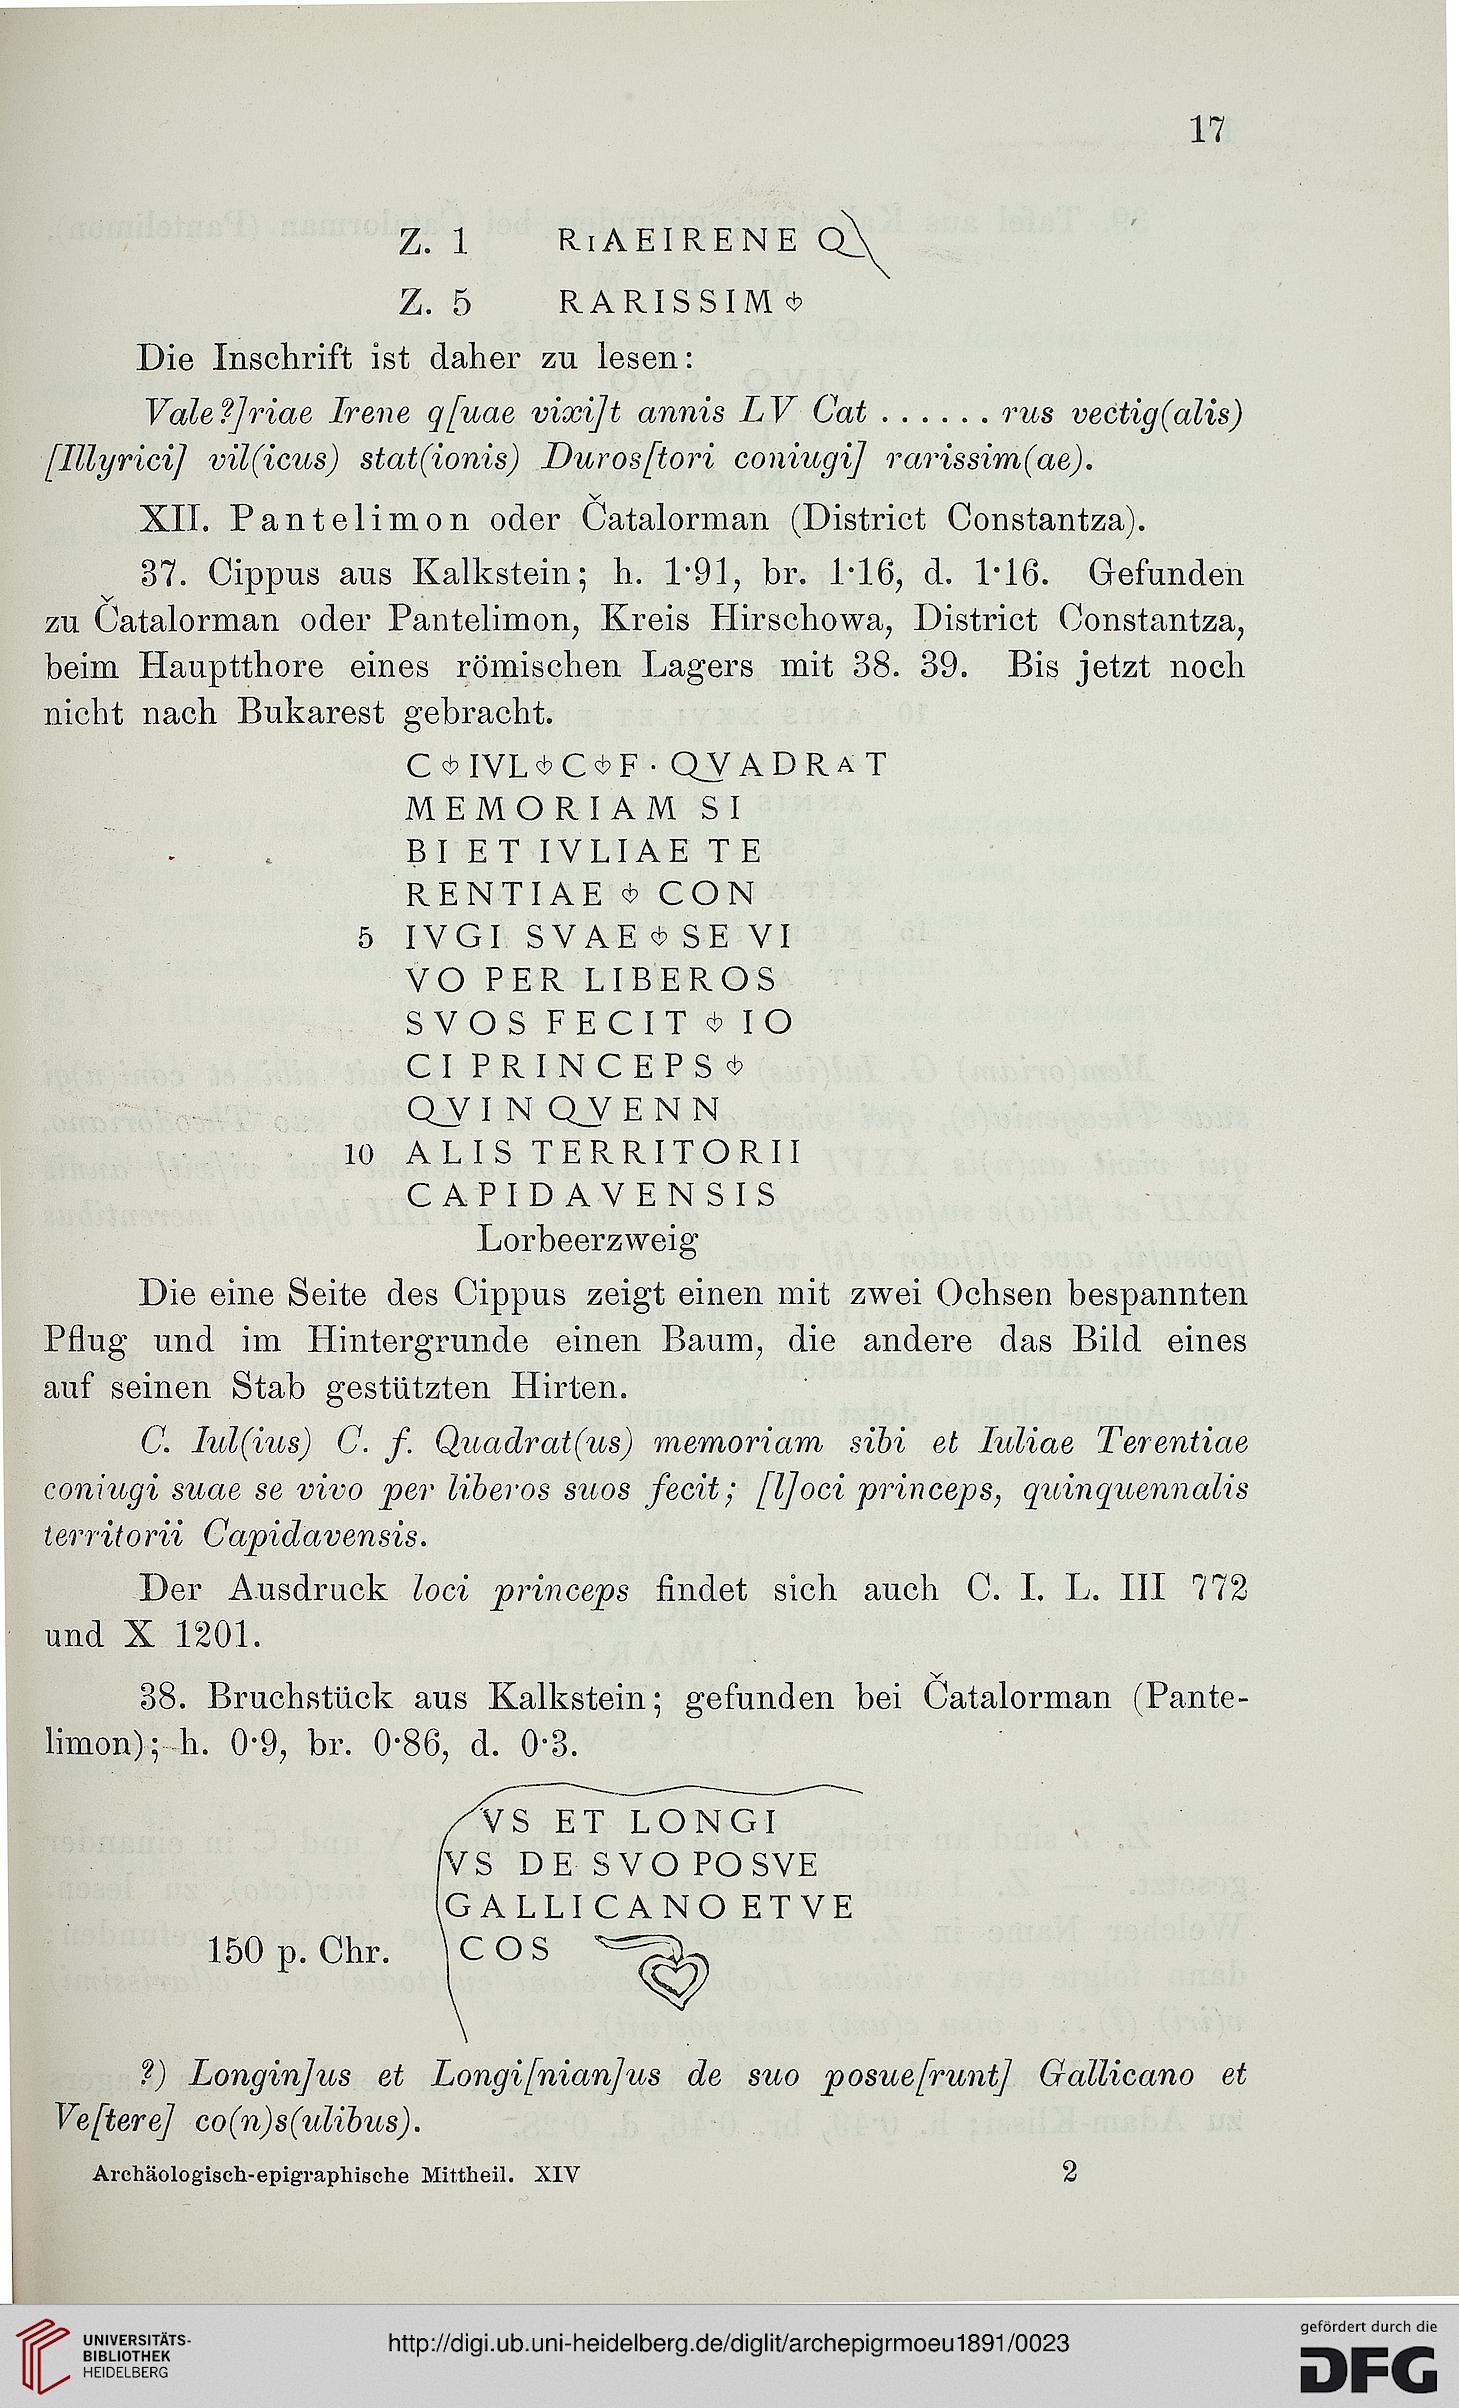 17
Z. 1 RIAEIRENE Q
Z. 5 RARISSIM
Die Inschrift ist daher zu lesen:
Vale?]riae Irene q[uae vixi]t annis LV Cat ...... rus vectig(alis)
[Illyrici] vil(icus) stat(ionis) Duros[tori coniugi] rarissim(ae).
XII. Pantelimon oder Čatalorman (District Constantza).
37. Cippus aus Kalkstein; h. 1·91, br. 1·16, d. 1·16. Gefunden
zu Čatalorman oder Pantelimon, Kreis Hirschowa, District Constantza,
beim Hauptthore eines römischen Lagers mit 38. 39. Bis jetzt noch
nicht nach Bukarest gebracht.
C IVL C F · QVADRAT
MEMORIAM SI
BI ET IVLIAE TE
RENTIAE CON
5 IVGI SVAE SE VI
VO PER LIBEROS
SVOS FECIT IO
CI PRINCEPS
QVINQVENN
10 ALIS TERRITORII
CAPIDAVENSIS
Lorbeerzweig
Die eine Seite des Cippus zeigt einen mit zwei Ochsen bespannten
Pflug und im Hintergrunde einen Baum, die andere das Bild eines
auf seinen Stab gestützten Hirten.
C. Iul(ius) C. f. Quadrat(us) memoriam sibi et Iuliae Terentiae
coniugi suae se vivo per liberos suos fecit; [l]oci princeps, quinquennalis
territorii Capidavensis.
Der Ausdruck loci princeps findet sich auch C. I. L. III 772
und X 1201.
38. Bruchstück aus Kalkstein; gefunden bei Čatalorman (Pante-
limon); h. 0·9, br. 0·86, d. 0·3.
VS ET LONGI
VS DE SVO POSVE
GALLICANO ET VE
150 p. Chr. COS
?) Longin]us et Longi[nian]us de suo posue[runt] Gallicano et
Ve[tere] co(n)s(ulibus).
Archäologisch-epigraphische Mittheil. XIV 2
UNIVERSITÄTS-
BIBLIOTHEK
HEIDELBERG
http://digi.ub.uni-heidelberg.de/diglit/archepigrmoeu1891/0023
gefördert durch die
DFG